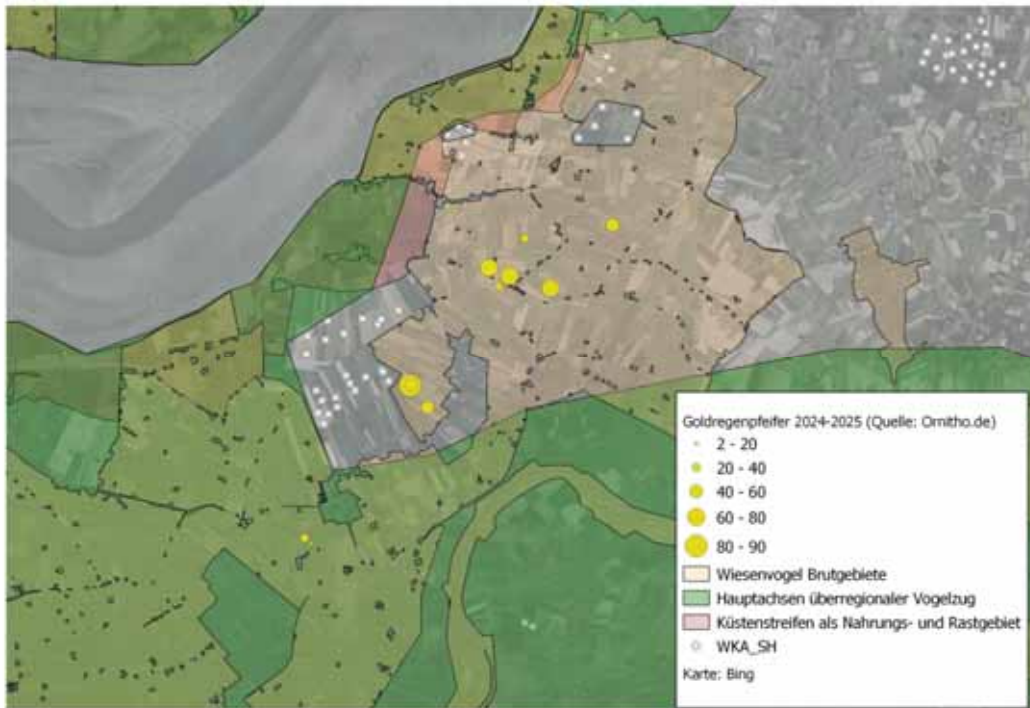 Goldregenpfeifer 2024-2025 (Quelle: Ornitho.de)
2 - 20
20 - 40
40 - 60
60 - 80
80 - 90
Wiesenvogel Brutgebiete
Hauptachsen überregionaler Vogelzug
Küstenstreifen als Nahrungs- und Rastgebiet
WKA_SH
Karte: Bing